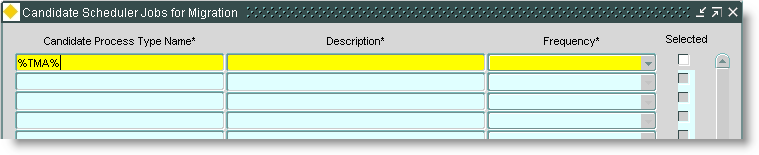 Candidate Scheduler Jobs for Migration
Candidate Process Type Name* Description* Frequency* Selected
%TMA%